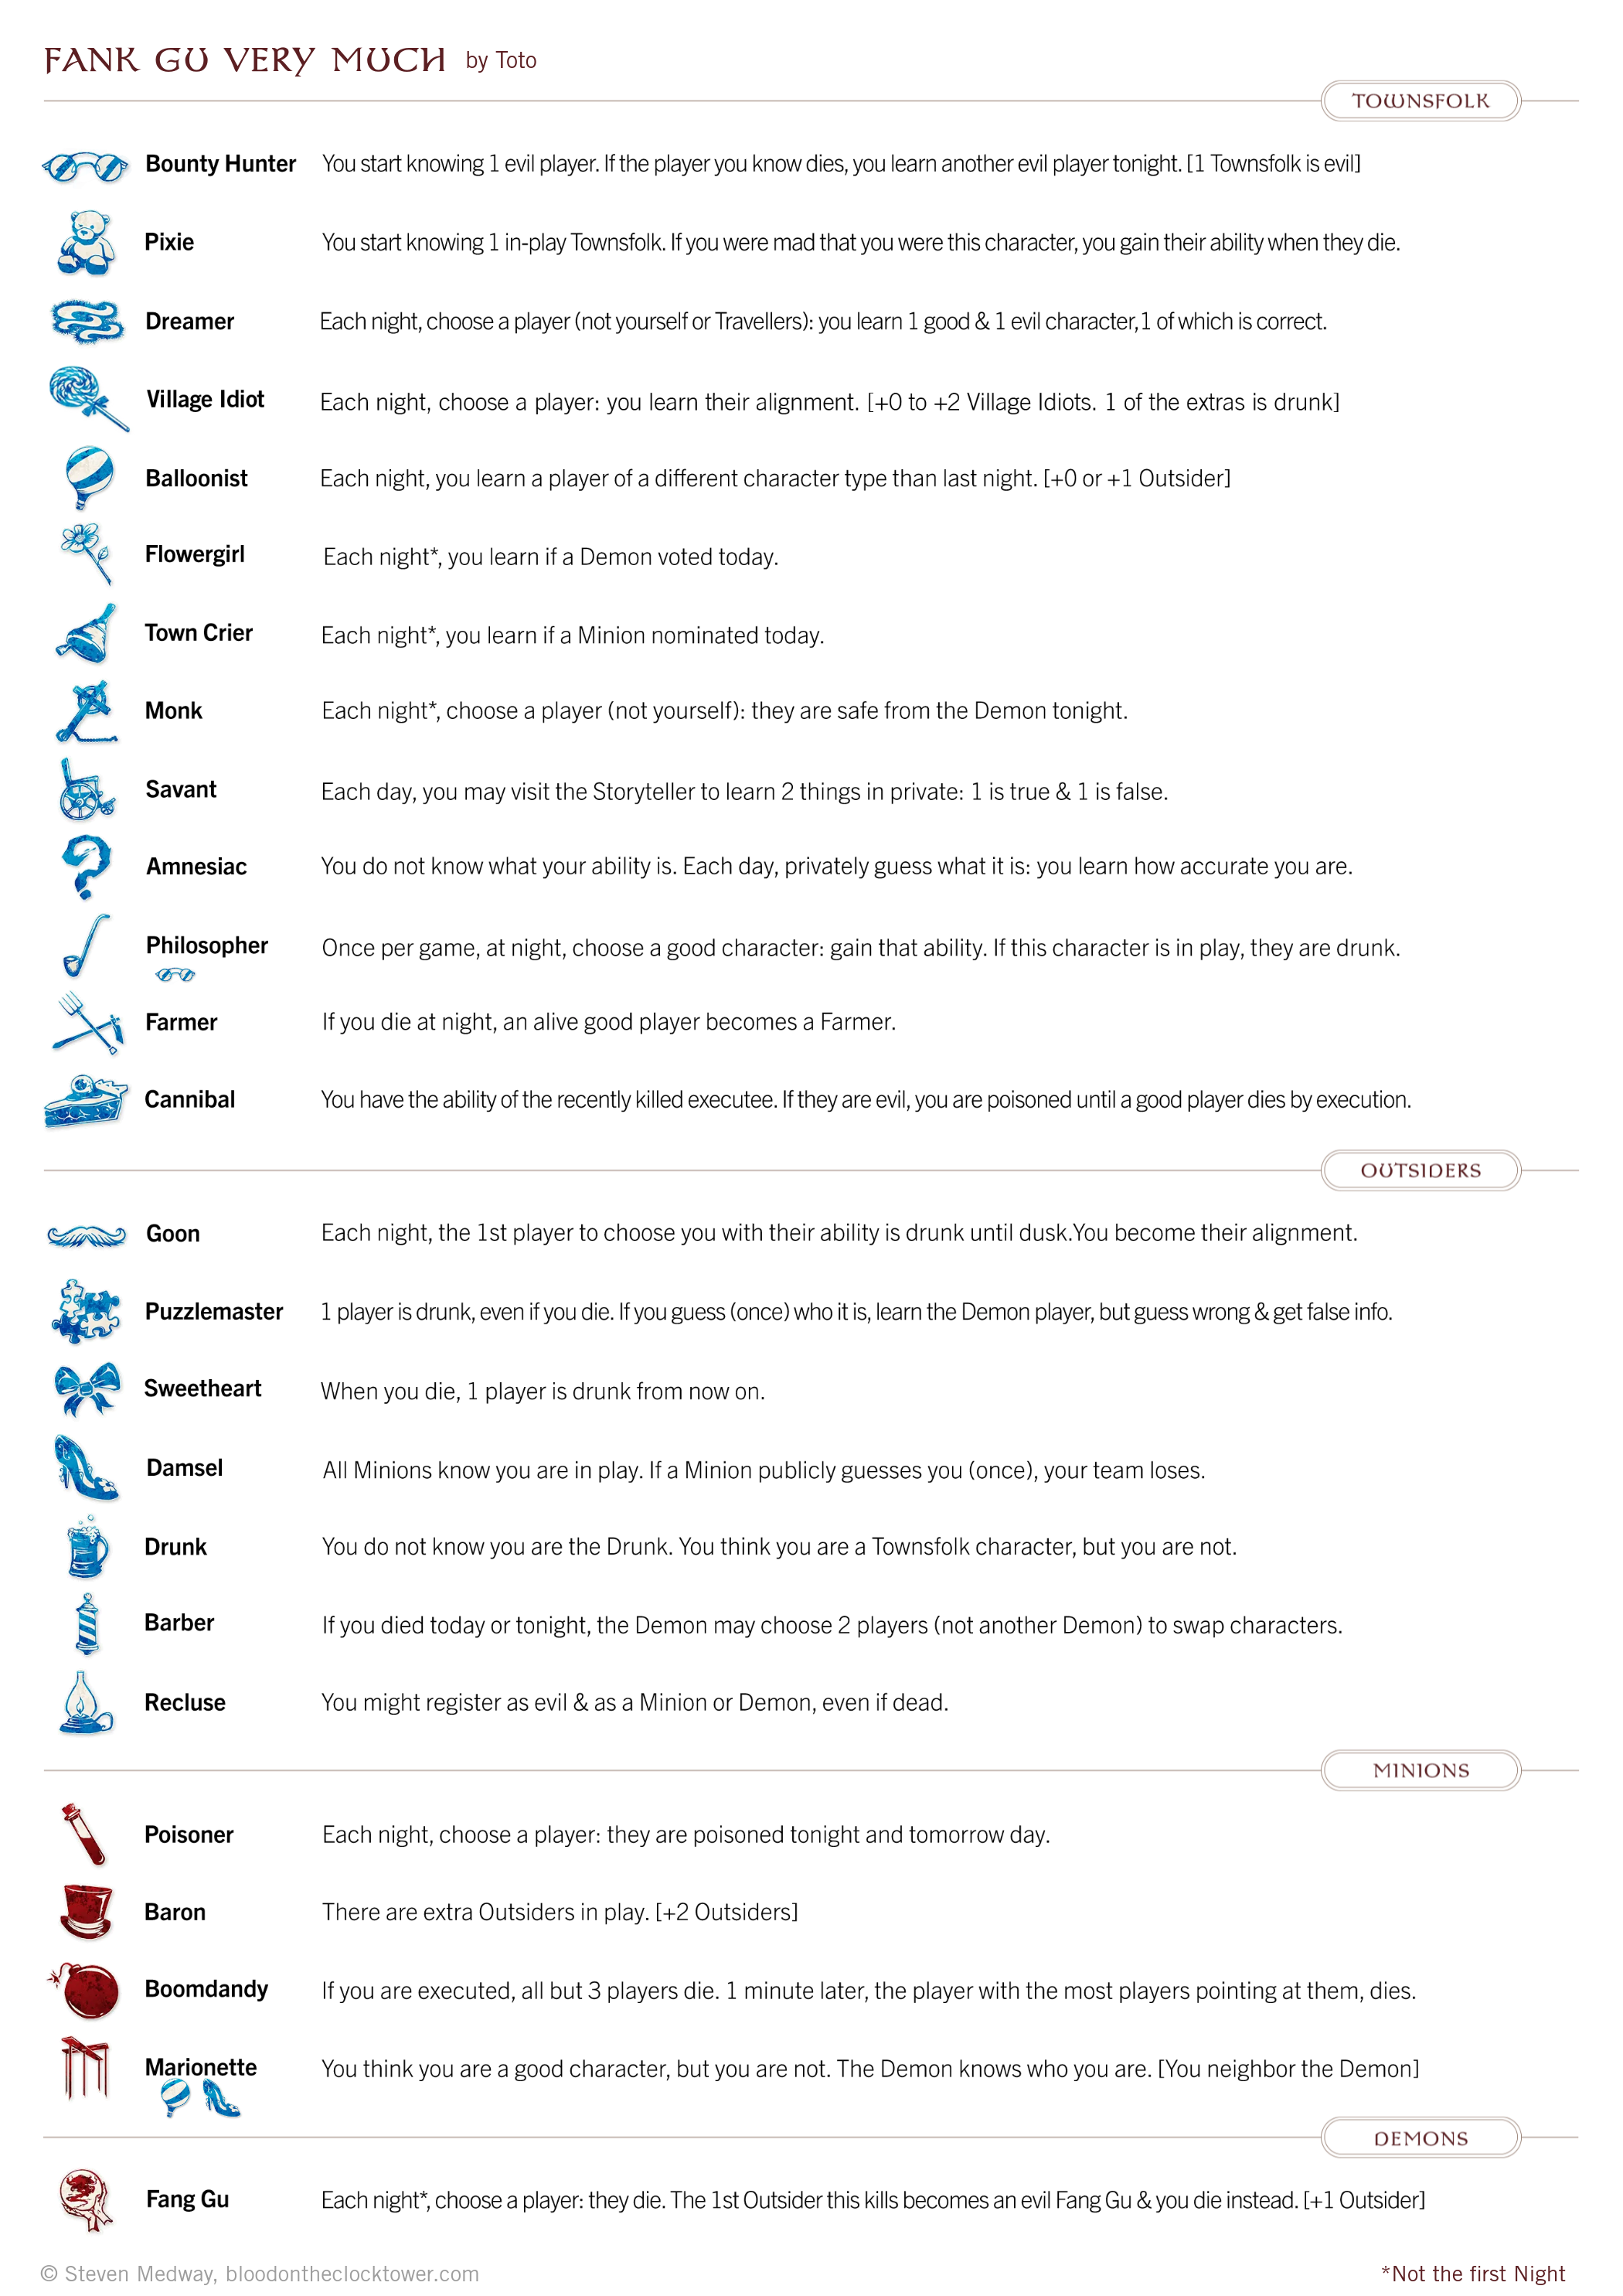 FANK GU VERY MUCH by Toto
TOWNSFOLK
Bounty Hunter You start knowing 1 evil player. If the player you know dies, you learn another evil player tonight. [1 Townsfolk is evil]
Pixie You start knowing 1 in-play Townsfolk. If you were mad that you were this character, you gain their ability when they die.
Dreamer Each night, choose a player (not yourself or Travellers): you learn 1 good & 1 evil character, 1 of which is correct.
Village Idiot Each night, choose a player: you learn their alignment. [+0 to +2 Village Idiots. 1 of the extras is drunk]
Balloonist Each night, you learn a player of a different character type than last night. [+0 or +1 Outsider]
Flowergirl Each night*, you learn if a Demon voted today.
Town Crier Each night*, you learn if a Minion nominated today.
Monk Each night*, choose a player (not yourself): they are safe from the Demon tonight.
Savant Each day, you may visit the Storyteller to learn 2 things in private: 1 is true & 1 is false.
Amnesiac You do not know what your ability is. Each day, privately guess what it is: you learn how accurate you are.
Philosopher Once per game, at night, choose a good character: gain that ability. If this character is in play, they are drunk.
Farmer If you die at night, an alive good player becomes a Farmer.
Cannibal You have the ability of the recently killed executee. If they are evil, you are poisoned until a good player dies by execution.
OUTSIDERS
Goon Each night, the 1st player to choose you with their ability is drunk until dusk.You become their alignment.
Puzzlemaster 1 player is drunk, even if you die. If you guess (once) who it is, learn the Demon player, but guess wrong & get false info.
Sweetheart When you die, 1 player is drunk from now on.
Damsel All Minions know you are in play. If a Minion publicly guesses you (once), your team loses.
Drunk You do not know you are the Drunk. You think you are a Townsfolk character, but you are not.
Barber If you died today or tonight, the Demon may choose 2 players (not another Demon) to swap characters.
Recluse You might register as evil & as a Minion or Demon, even if dead.
MINIONS
Poisoner Each night, choose a player: they are poisoned tonight and tomorrow day.
Baron There are extra Outsiders in play. [+2 Outsiders]
Boomdandy If you are executed, all but 3 players die. 1 minute later, the player with the most players pointing at them, dies.
Marionette You think you are a good character, but you are not. The Demon knows who you are. [You neighbor the Demon]
DEMONS
Fang Gu Each night*, choose a player: they die. The 1st Outsider this kills becomes an evil Fang Gu & you die instead. [+1 Outsider]
© Steven Medway, bloodontheclocktower.com *Not the first Night